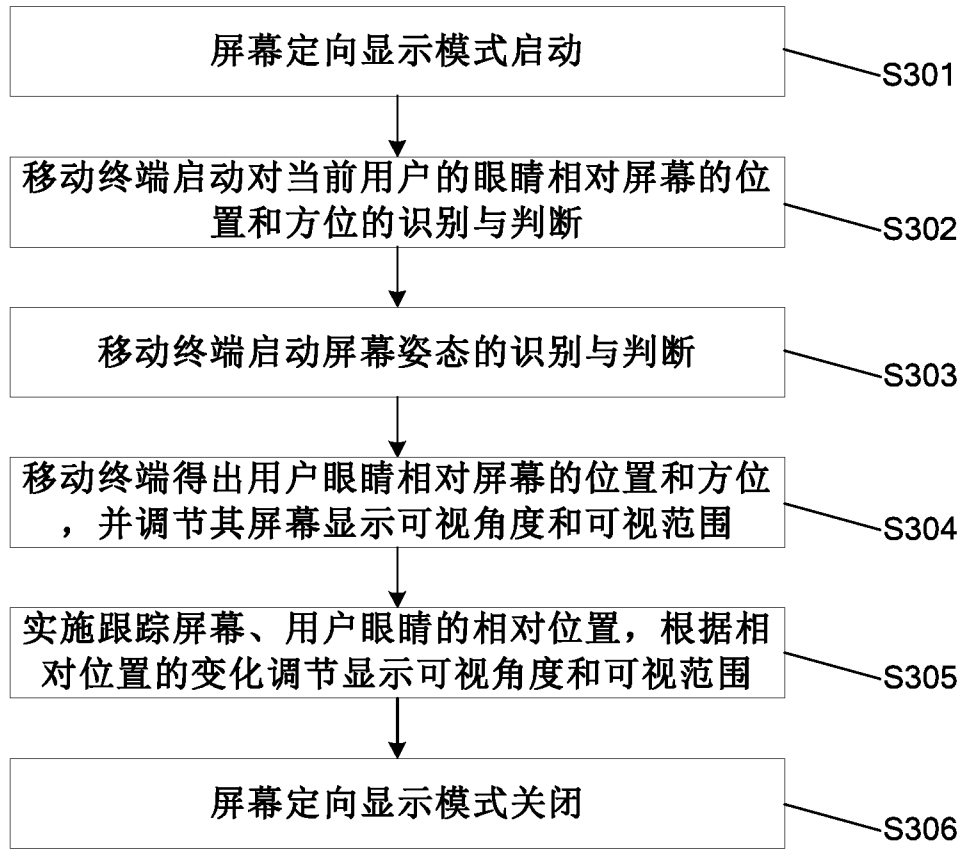 屏幕定向显示模式启动
S301
移动终端启动对当前用户的眼睛相对屏幕的位
置和方位的识别与判断
S302
移动终端启动屏幕姿态的识别与判断
S303
移动终端得出用户眼睛相对屏幕的位置和方位
，并调节其屏幕显示可视角度和可视范围
S304
实施跟踪屏幕、用户眼睛的相对位置，根据相
对位置的变化调节显示可视角度和可视范围
S305
屏幕定向显示模式关闭
S306